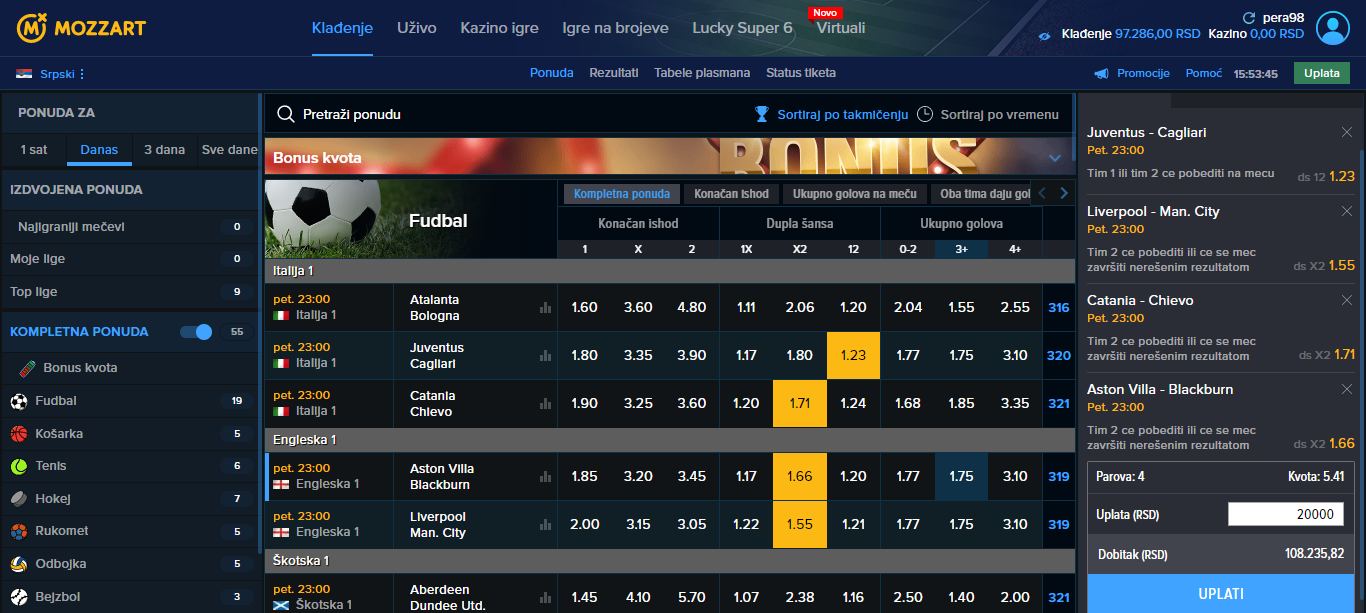 MOZZART
Klađenje
Uživo
Kazino igre
Igre na brojeve
Lucky Super 6
Novo
Virtuali
pera98
Klađenje 97.286,00 RSD Kazino 0,00 RSD
Srpski
Ponuda
Rezultati
Tabele plasmana
Status tiketa
Promocije
Pomoć
15:53:45
Uplata
PONUDA ZA
1 sat
Danas
3 dana
Sve dane
IZDVOJENA PONUDA
Najigraniji mečevi 0
Moje lige 0
Top lige 9
KOMPLETNA PONUDA 55
Bonus kvota
Fudbal 19
Košarka 5
Tenis 6
Hokej 7
Rukomet 5
Odbojka 5
Bejzbol 3
Pretraži ponudu
Sortiraj po takmičenju
Sortiraj po vremenu
Bonus kvota
BONUS
Fudbal
Kompletna ponuda
Konačan ishod
Ukupno golova na meču
Oba tima daju gol
Konačan ishod
Dupla šansa
Ukupno golova
1 X 2 1X X2 12 0-2 3+ 4+
Italija 1
pet. 23:00
Italija 1
Atalanta
Bologna
1.60 3.60 4.80 1.11 2.06 1.20 2.04 1.55 2.55 316
pet. 23:00
Italija 1
Juventus
Cagliari
1.80 3.35 3.90 1.17 1.80 1.23 1.77 1.75 3.10 320
pet. 23:00
Italija 1
Catania
Chievo
1.90 3.25 3.60 1.20 1.71 1.24 1.68 1.85 3.35 321
Engleska 1
pet. 23:00
Engleska 1
Aston Villa
Blackburn
1.85 3.20 3.45 1.17 1.66 1.20 1.77 1.75 3.10 319
pet. 23:00
Engleska 1
Liverpool
Man. City
2.00 3.15 3.05 1.22 1.55 1.21 1.77 1.75 3.10 319
Škotska 1
pet. 23:00
Škotska 1
Aberdeen
Dundee Utd.
1.45 4.10 5.70 1.07 2.38 1.16 2.50 1.40 2.00 321
Juventus - Cagliari
Pet. 23:00
Tim 1 ili tim 2 ce pobediti na mecu
ds 12 1.23
Liverpool - Man. City
Pet. 23:00
Tim 2 ce pobediti ili ce se mec
završiti nerešenim rezultatom
ds X2 1.55
Catania - Chievo
Pet. 23:00
Tim 2 ce pobediti ili ce se mec
završiti nerešenim rezultatom
ds X2 1.71
Aston Villa - Blackburn
Pet. 23:00
Tim 2 ce pobediti ili ce se mec
završiti nerešenim rezultatom
ds X2 1.66
Parova: 4 Kvota: 5.41
Uplata (RSD) 20000
Dobitak (RSD) 108.235,82
UPLATI